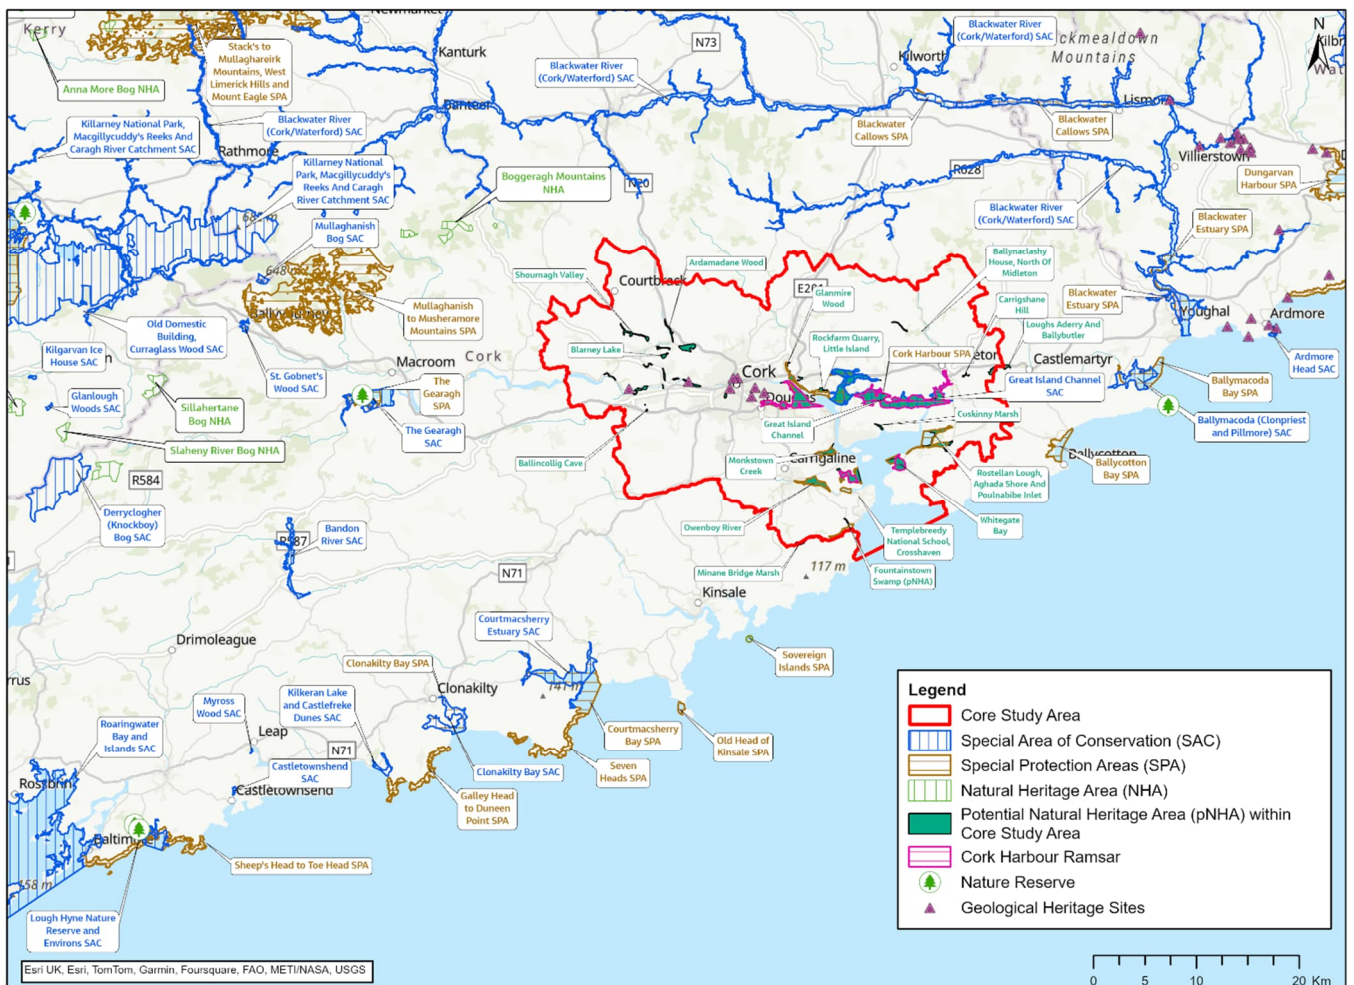 Kerry
Newmarket
N73
Blackwater River
(Cork/Waterford) SAC
Mountains
N
Stack's to
Mullaghareirk
Mountains, West
Limerick Hills and
Mount Eagle SPA
Kanturk
Blackwater River
(Cork/Waterford) SAC
Kilworth
Anna More Bog NHA
Banteer
Lismore
Killarney National Park,
Macgillycuddy's Reeks And
Caragh River Catchment SAC
Blackwater River
(Cork/Waterford) SAC
Blackwater
Callows SPA
Blackwater
Callows SPA
Rathmore
Villierstown
Killarney National
Park, Macgillycuddy's
Reeks And Caragh
River Catchment SAC
Boggeragh Mountains
NHA
N20
R628
Dungarvan
Harbour SPA
Mullaghanish
Bog SAC
Blackwater River
(Cork/Waterford) SAC
Blackwater
Estuary SPA
648
Shournagh Valley
Courtbrack
Ardamadane Wood
Ballynaclashy
House, North Of
Midleton
Mullaghanish
to Musheramore
Mountains SPA
Glanmire
Wood
Carrigshane
Hill
Blackwater
Estuary SPA
Youghal
Ardmore
Old Domestic
Building,
Curraglass Wood SAC
Rockfarm Quarry,
Little Island
Loughs Aderry And
Ballybutler
Kilgarvan Ice
House SAC
Macroom
Cork
Blarney Lake
Cork Harbour SPA
Castlemartyr
Ardmore
Head SAC
St. Gobnet's
Wood SAC
The
Gearagh
SPA
Cork
Great Island Channel
SAC
Ballymacoda
Bay SPA
Glanlough
Woods SAC
Sillahertane
Bog NHA
Douglas
Cuskinny Marsh
Ballymacoda (Clonpriest
and Pillmore) SAC
The Gearagh
SAC
Great Island
Channel
Slaheny River Bog NHA
Ballincollig Cave
Monkstown
Creek
Carrigaline
Ballycotton
Ballycotton
Bay SPA
R584
Rostellan Lough,
Aghada Shore And
Poulnabibe Inlet
Derryclogher
(Knockboy)
Bog SAC
Bandon
River SAC
R587
Owenboy River
Templebreedy
National School,
Crosshaven
Whitegate
Bay
N71
Minane Bridge Marsh
117 m
Fountainstown
Swamp (pNHA)
Kinsale
Courtmacsherry
Estuary SAC
Drimoleague
Sovereign
Islands SPA
Clonakilty Bay SPA
141 m
Clonakilty
Kilkeran Lake
and Castlefreke
Dunes SAC
Myross
Wood SAC
Roaringwater
Bay and
Islands SAC
Leap
N71
Courtmacsherry
Bay SPA
Old Head of
Kinsale SPA
Castletownshend
SAC
Clonakilty Bay SAC
Seven
Heads SPA
Rossbrin
Castletownsend
Galley Head
to Duneen
Point SPA
Baltimore
Sheep's Head to Toe Head SPA
158 m
Lough Hyne Nature
Reserve and
Environs SAC
Legend
Core Study Area
Special Area of Conservation (SAC)
Special Protection Areas (SPA)
Natural Heritage Area (NHA)
Potential Natural Heritage Area (pNHA) within
Core Study Area
Cork Harbour Ramsar
Nature Reserve
Geological Heritage Sites
Esri UK, Esri, TomTom, Garmin, Foursquare, FAO, METI/NASA, USGS
0 5 10 20 Km